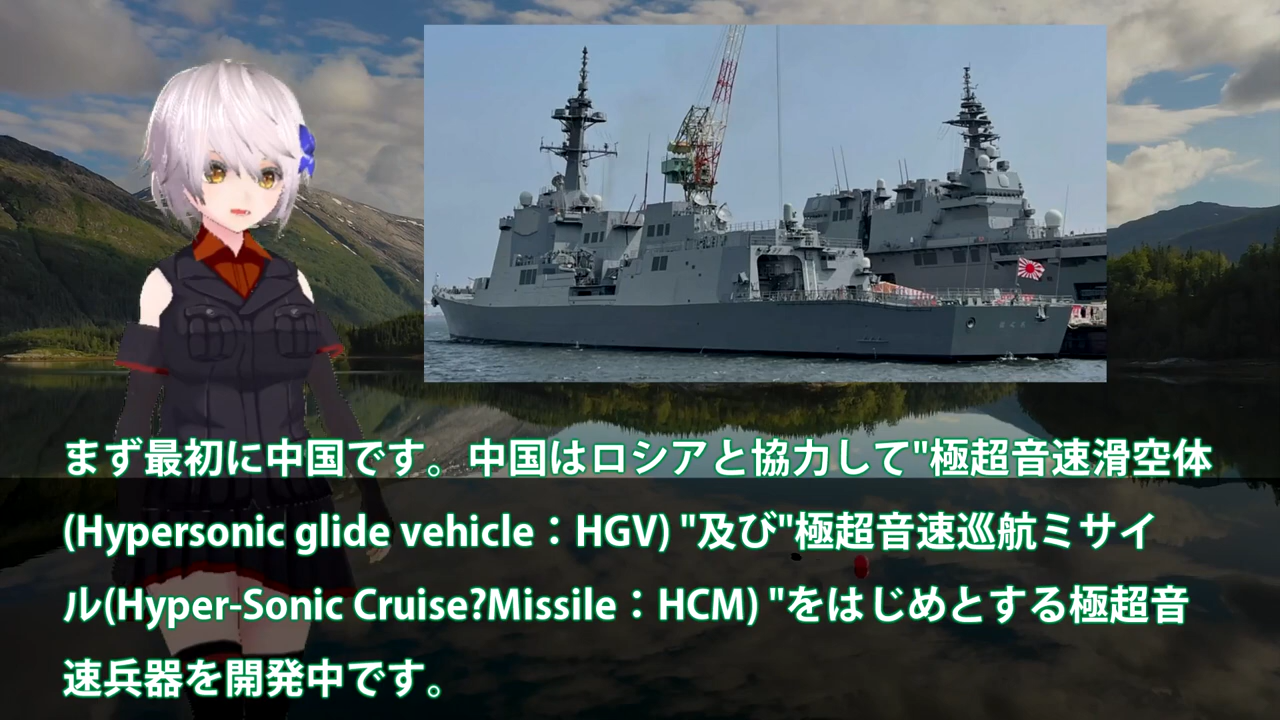 まず最初に中国です。中国はロシアと協力して"極超音速滑空体
(Hypersonic glide vehicle：HGV) "及び"極超音速巡航ミサイ
ル(Hyper-Sonic Cruise?Missile：HCM) "をはじめとする極超音
速兵器を開発中です。